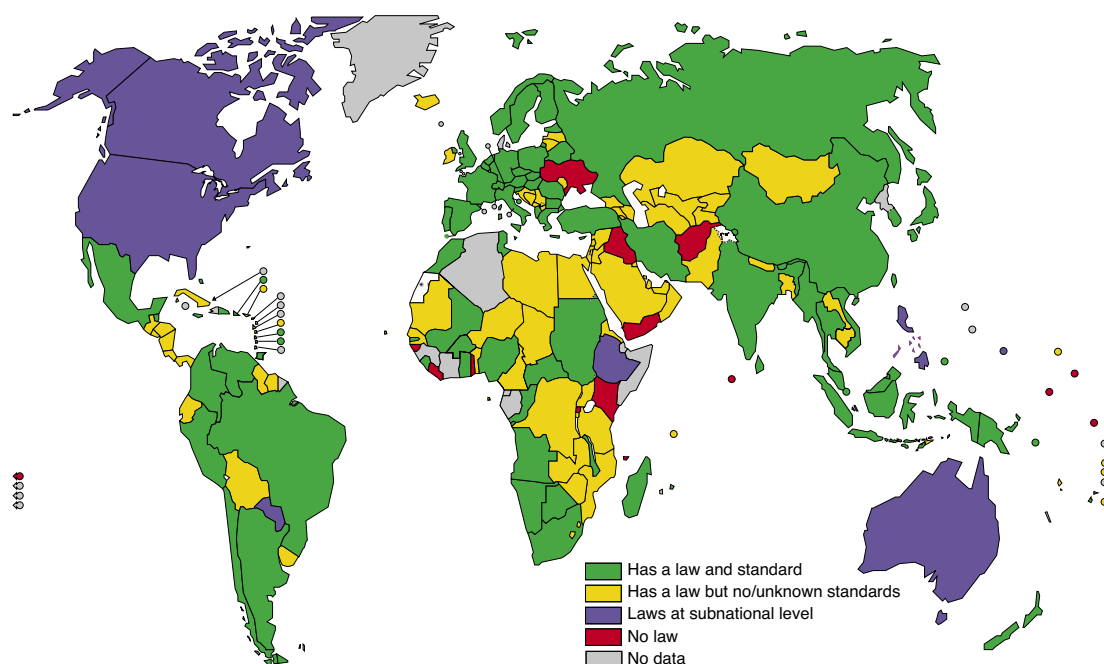 Has a law and standard
Has a law but no/unknown standards
Laws at subnational level
No law
No data